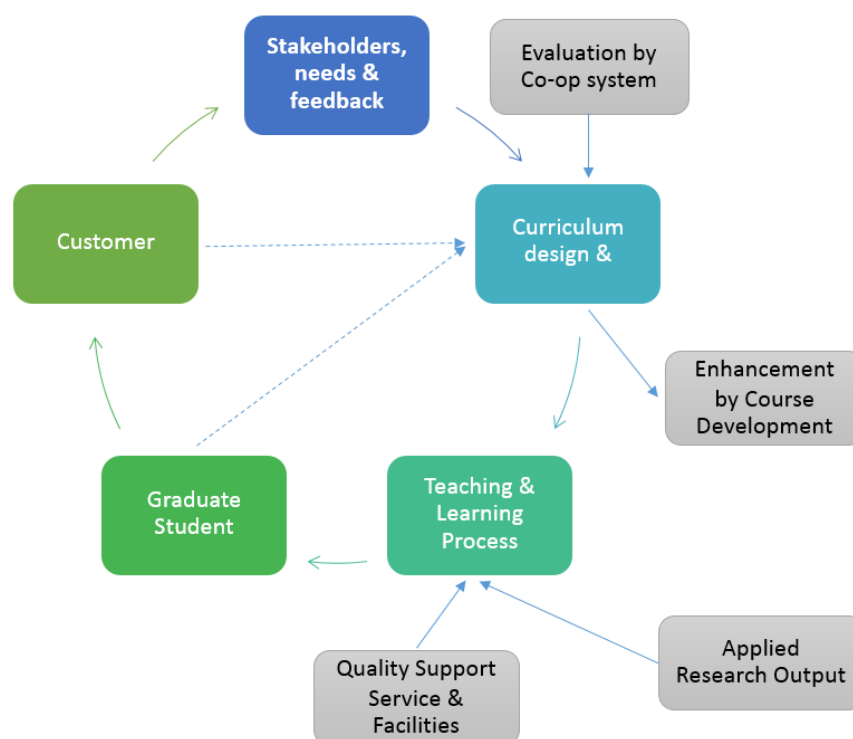 Stakeholders,
needs &
feedback
Evaluation by
Co-op system
Customer
Curriculum
design &
Enhancement
by Course
Development
Graduate
Student
Teaching &
Learning
Process
Quality Support
Service &
Facilities
Applied
Research Output